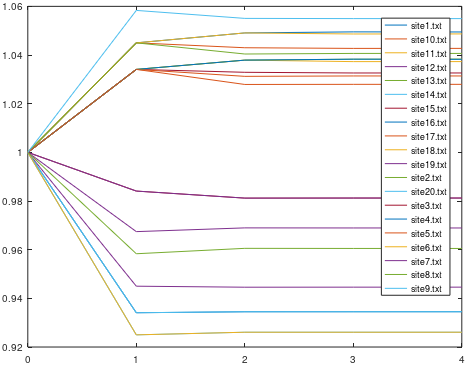 1.06
1.04
1.02
1
0.98
0.96
0.94
0.92
0
1
2
3
4
site1.txt
site10.txt
site11.txt
site12.txt
site13.txt
site14.txt
site15.txt
site16.txt
site17.txt
site18.txt
site19.txt
site2.txt
site20.txt
site3.txt
site4.txt
site5.txt
site6.txt
site7.txt
site8.txt
site9.txt